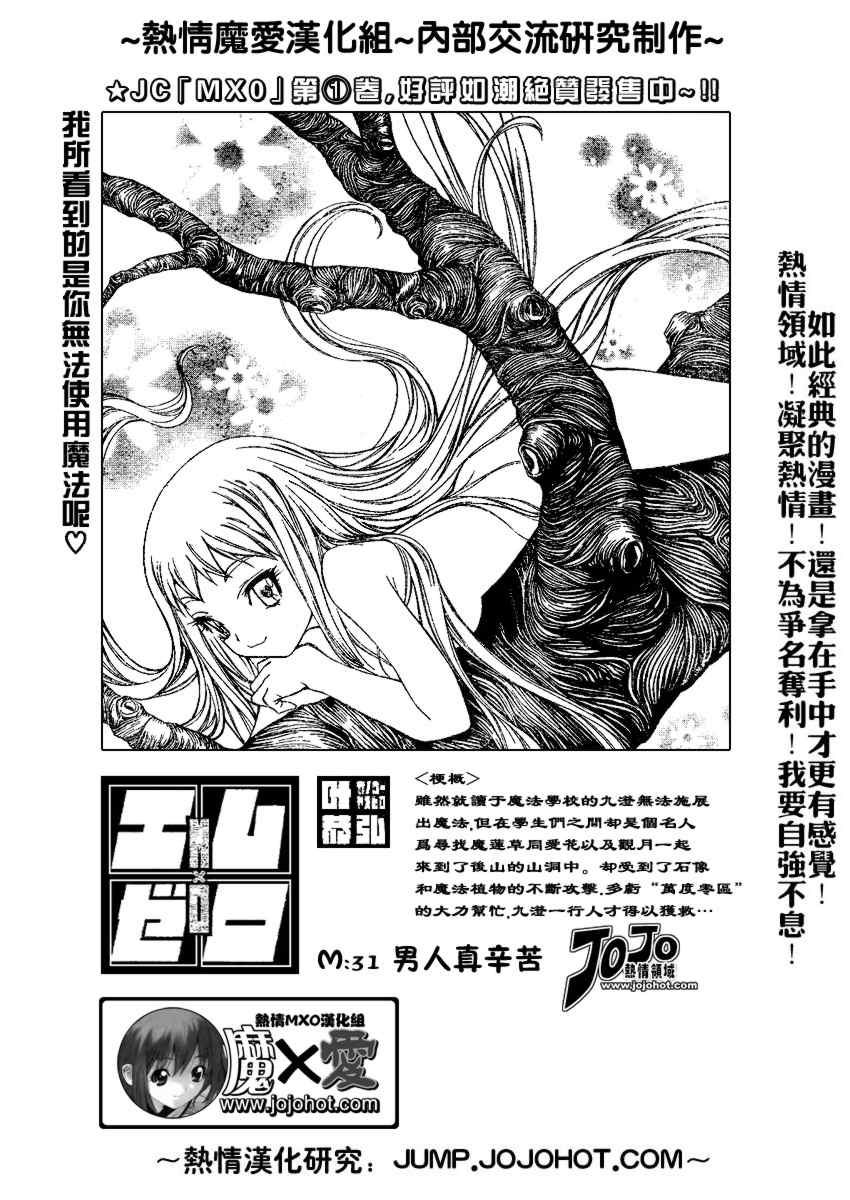 ~熱情魔愛漢化組~內部交流研究制作~
★JC「MX0」第①卷,好評如潮絕贊發售中~!!
如此經典的漫畫！還是拿在手中才更有感覺！
熱情領域！凝聚熱情！不為爭名奪利！我要自強不息！
我所看到的是你無法使用魔法呢♡
エム
ゼロ
叶恭弘
<梗概>
雖然就讀于魔法學校的九澄無法施展
出魔法,但在學生們之間却是個名人
爲尋找魔蓮草同愛花以及觀月一起
來到了後山的山洞中。却受到了石像
和魔法植物的不斷攻擊,多虧“萬度零區”
的大力幫忙,九澄一行人才得以獲救…
M:31 男人真辛苦
JOJO
熱情領域
www.jojohot.com
熱情MX0漢化組
魔×愛
www.jojohot.com
～熱情漢化研究：JUMP.JOJOHOT.COM～